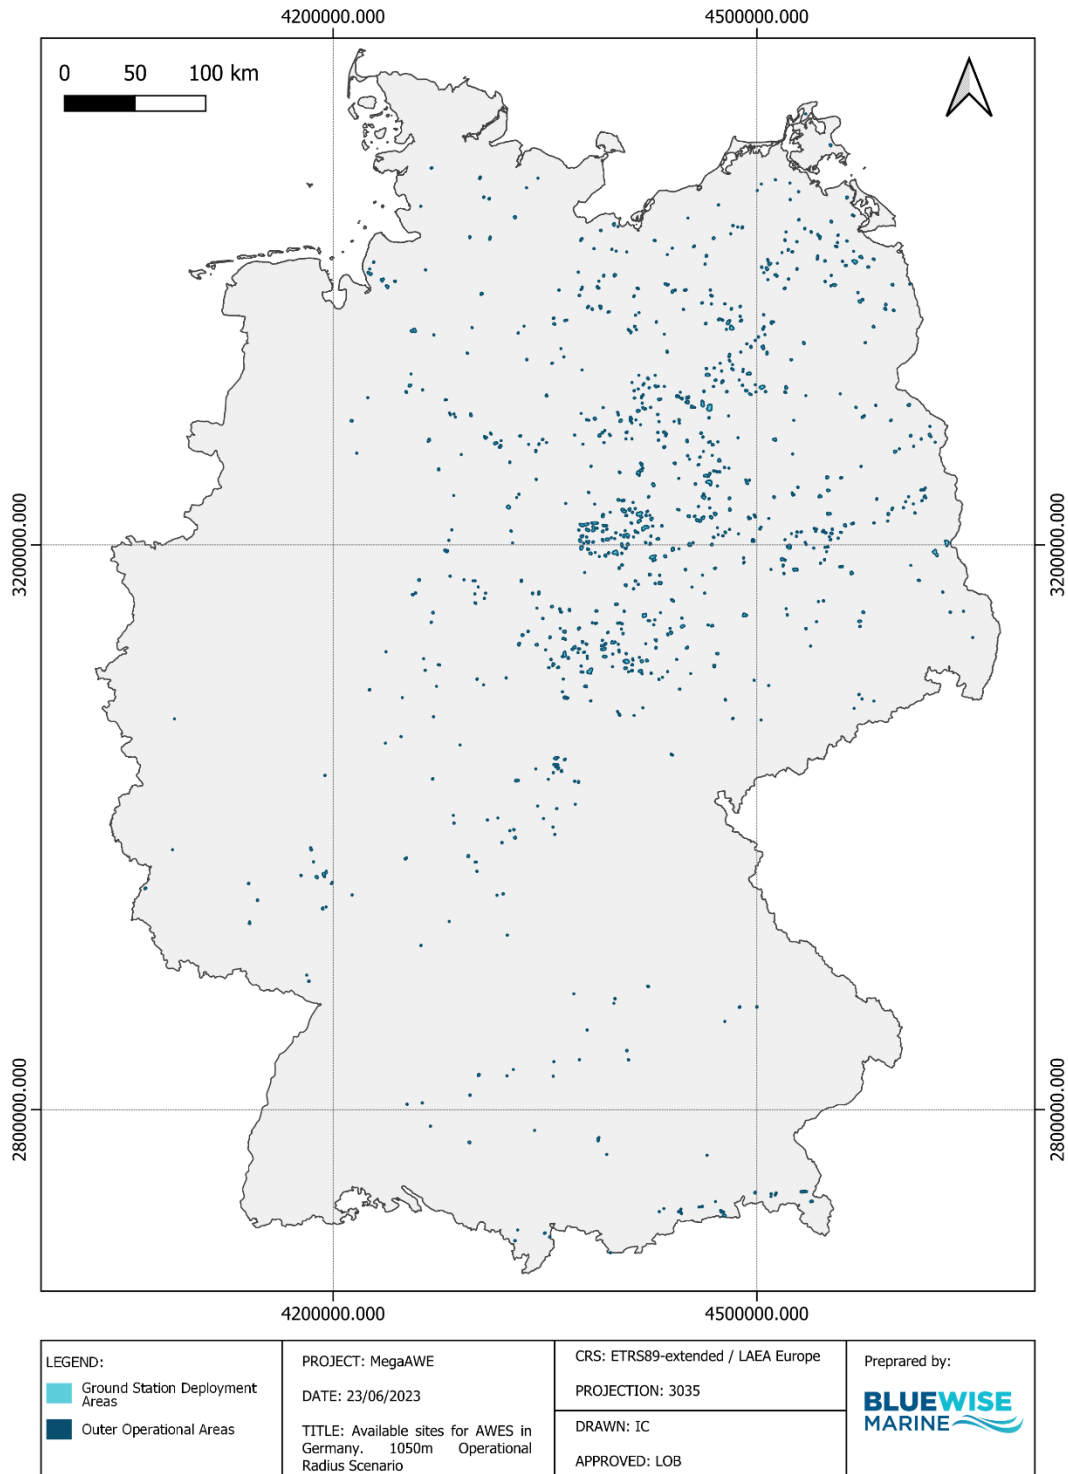 4200000.000 4500000.000
0 50 100 km
3200000.000 3200000.000
2800000.000 2800000.000
4200000.000 4500000.000
LEGEND:
Ground Station Deployment
Areas
Outer Operational Areas
PROJECT: MegaAWE
DATE: 23/06/2023
TITLE: Available sites for AWES in
Germany. 1050m Operational
Radius Scenario
CRS: ETRS89-extended / LAEA Europe
PROJECTION: 3035
DRAWN: IC
APPROVED: LOB
Preprared by:
BLUEWISE
MARINE